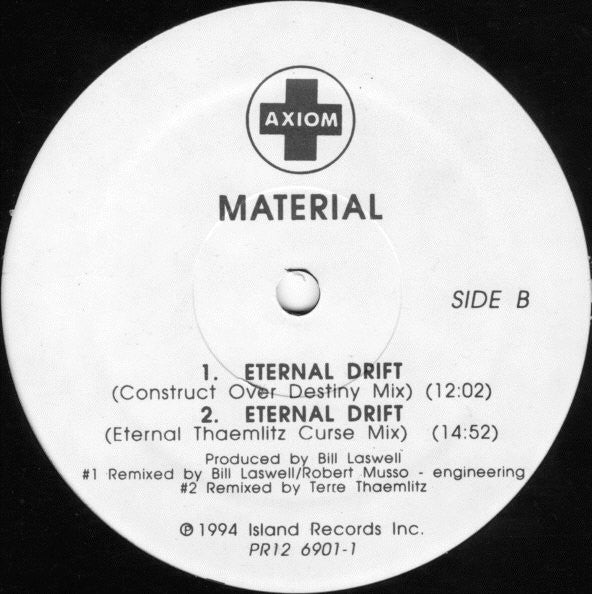 AXIOM
MATERIAL
SIDE B
1. ETERNAL DRIFT
(Construct Over Destiny Mix) (12:02)
2. ETERNAL DRIFT
(Eternal Thaemlitz Curse Mix) (14:52)
Produced by Bill Laswell
#1 Remixed by Bill Laswell/Robert Musso - engineering
#2 Remixed by Terre Thaemlitz
℗ 1994 Island Records Inc.
PR12 6901-1